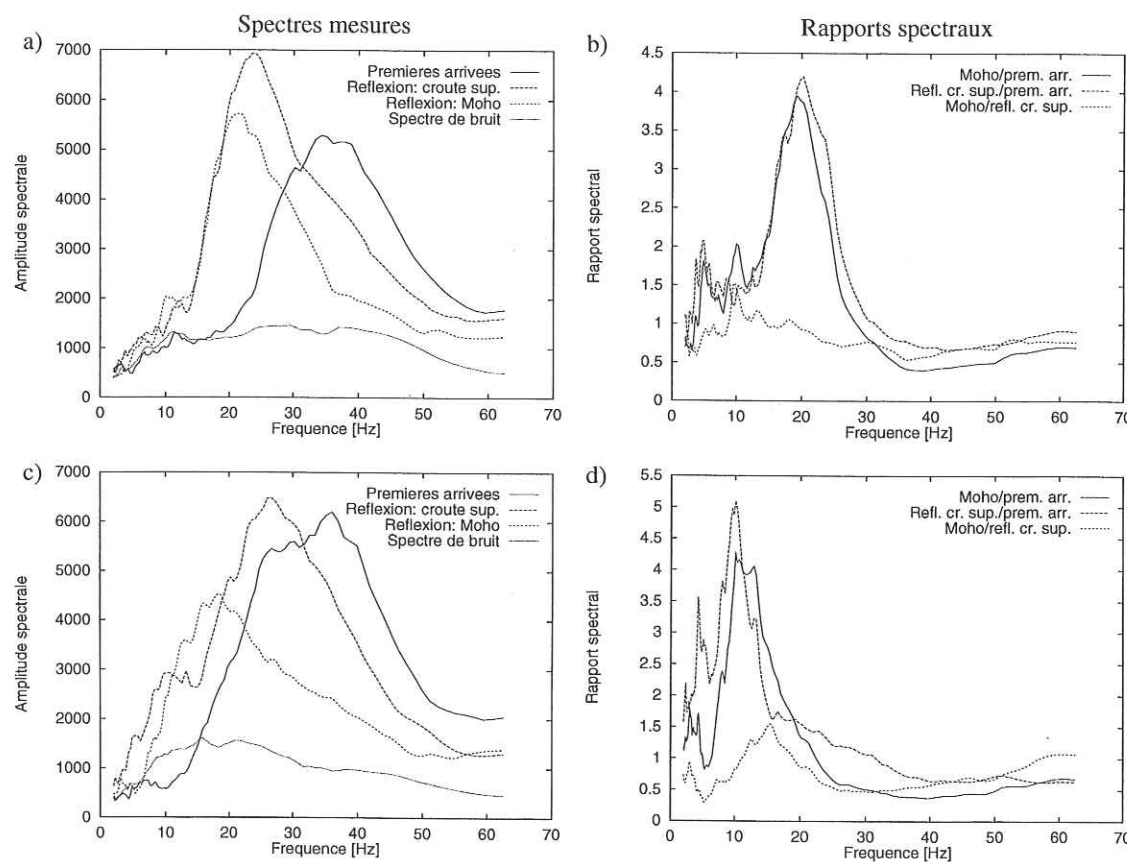 Spectres mesures
Rapports spectraux
a)
7000
6000
5000
4000
3000
2000
1000
0
Amplitude spectrale
Premieres arrivees
Reflexion: croute sup.
Reflexion: Moho
Spectre de bruit
0 10 20 30 40 50 60 70
Frequence [Hz]
b)
4.5
4
3.5
3
2.5
2
1.5
1
0.5
0
Rapport spectral
Moho/prem. arr.
Refl. cr. sup./prem. arr.
Moho/refl. cr. sup.
0 10 20 30 40 50 60 70
Frequence [Hz]
c)
7000
6000
5000
4000
3000
2000
1000
0
Amplitude spectrale
Premieres arrivees
Reflexion: croute sup.
Reflexion: Moho
Spectre de bruit
0 10 20 30 40 50 60 70
Frequence [Hz]
d)
5.5
5
4.5
4
3.5
3
2.5
2
1.5
1
0.5
0
Rapport spectral
Moho/prem. arr.
Refl. cr. sup./prem. arr.
Moho/refl. cr. sup.
0 10 20 30 40 50 60 70
Frequence [Hz]